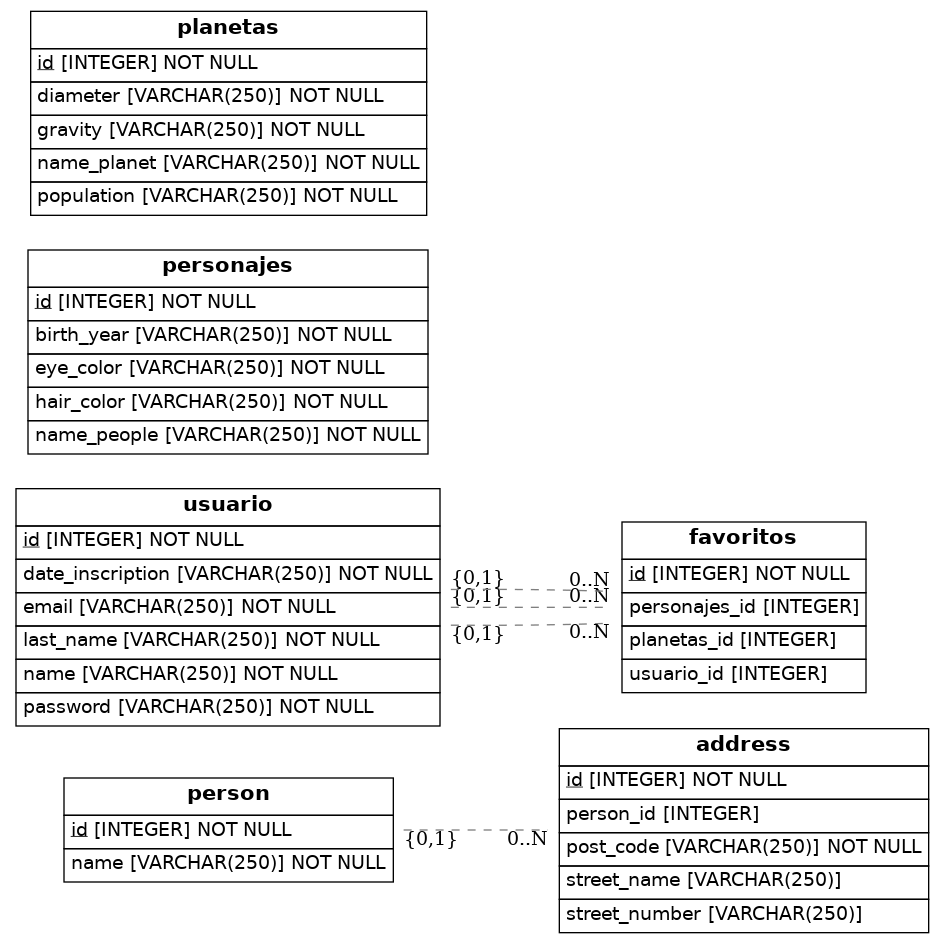 planetas
id [INTEGER] NOT NULL
diameter [VARCHAR(250)] NOT NULL
gravity [VARCHAR(250)] NOT NULL
name_planet [VARCHAR(250)] NOT NULL
population [VARCHAR(250)] NOT NULL
personajes
id [INTEGER] NOT NULL
birth_year [VARCHAR(250)] NOT NULL
eye_color [VARCHAR(250)] NOT NULL
hair_color [VARCHAR(250)] NOT NULL
name_people [VARCHAR(250)] NOT NULL
usuario
id [INTEGER] NOT NULL
date_inscription [VARCHAR(250)] NOT NULL
email [VARCHAR(250)] NOT NULL
last_name [VARCHAR(250)] NOT NULL
name [VARCHAR(250)] NOT NULL
password [VARCHAR(250)] NOT NULL
{0,1} 0..N
{0,1} 0..N
{0,1} 0..N
favoritos
id [INTEGER] NOT NULL
personajes_id [INTEGER]
planetas_id [INTEGER]
usuario_id [INTEGER]
person
id [INTEGER] NOT NULL
name [VARCHAR(250)] NOT NULL
{0,1} 0..N
address
id [INTEGER] NOT NULL
person_id [INTEGER]
post_code [VARCHAR(250)] NOT NULL
street_name [VARCHAR(250)]
street_number [VARCHAR(250)]